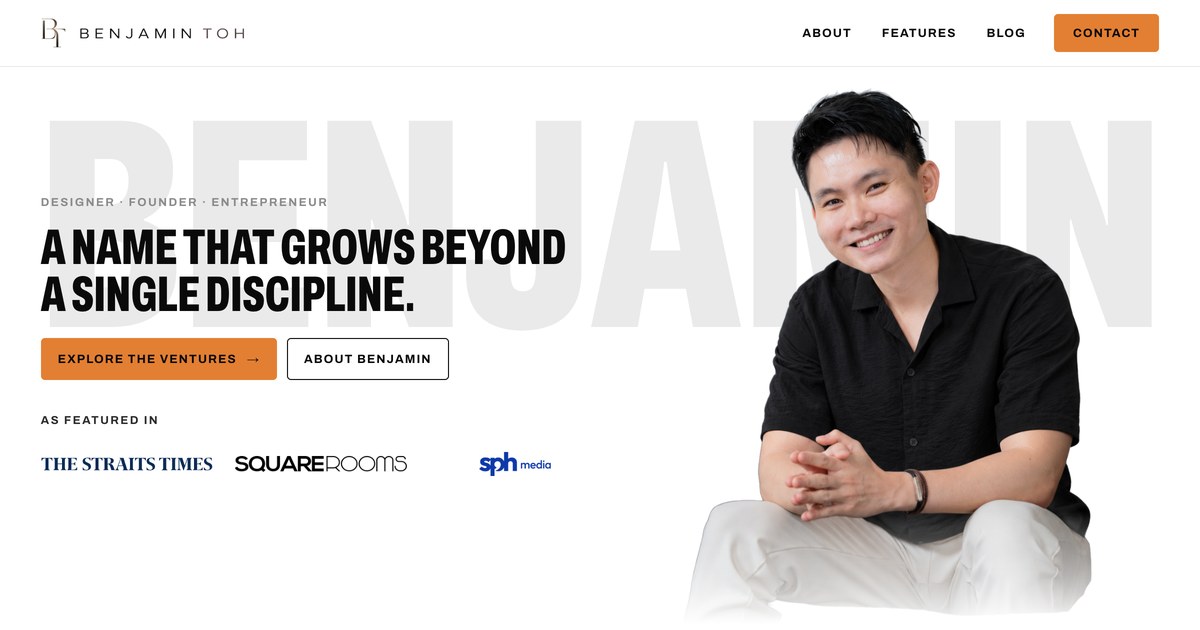 BT BENJAMIN TOH
ABOUT FEATURES BLOG CONTACT
BENJAMIN
DESIGNER · FOUNDER · ENTREPRENEUR
A NAME THAT GROWS BEYOND
A SINGLE DISCIPLINE.
EXPLORE THE VENTURES → ABOUT BENJAMIN
AS FEATURED IN
THE STRAITS TIMES SQUAREROOMS sph media